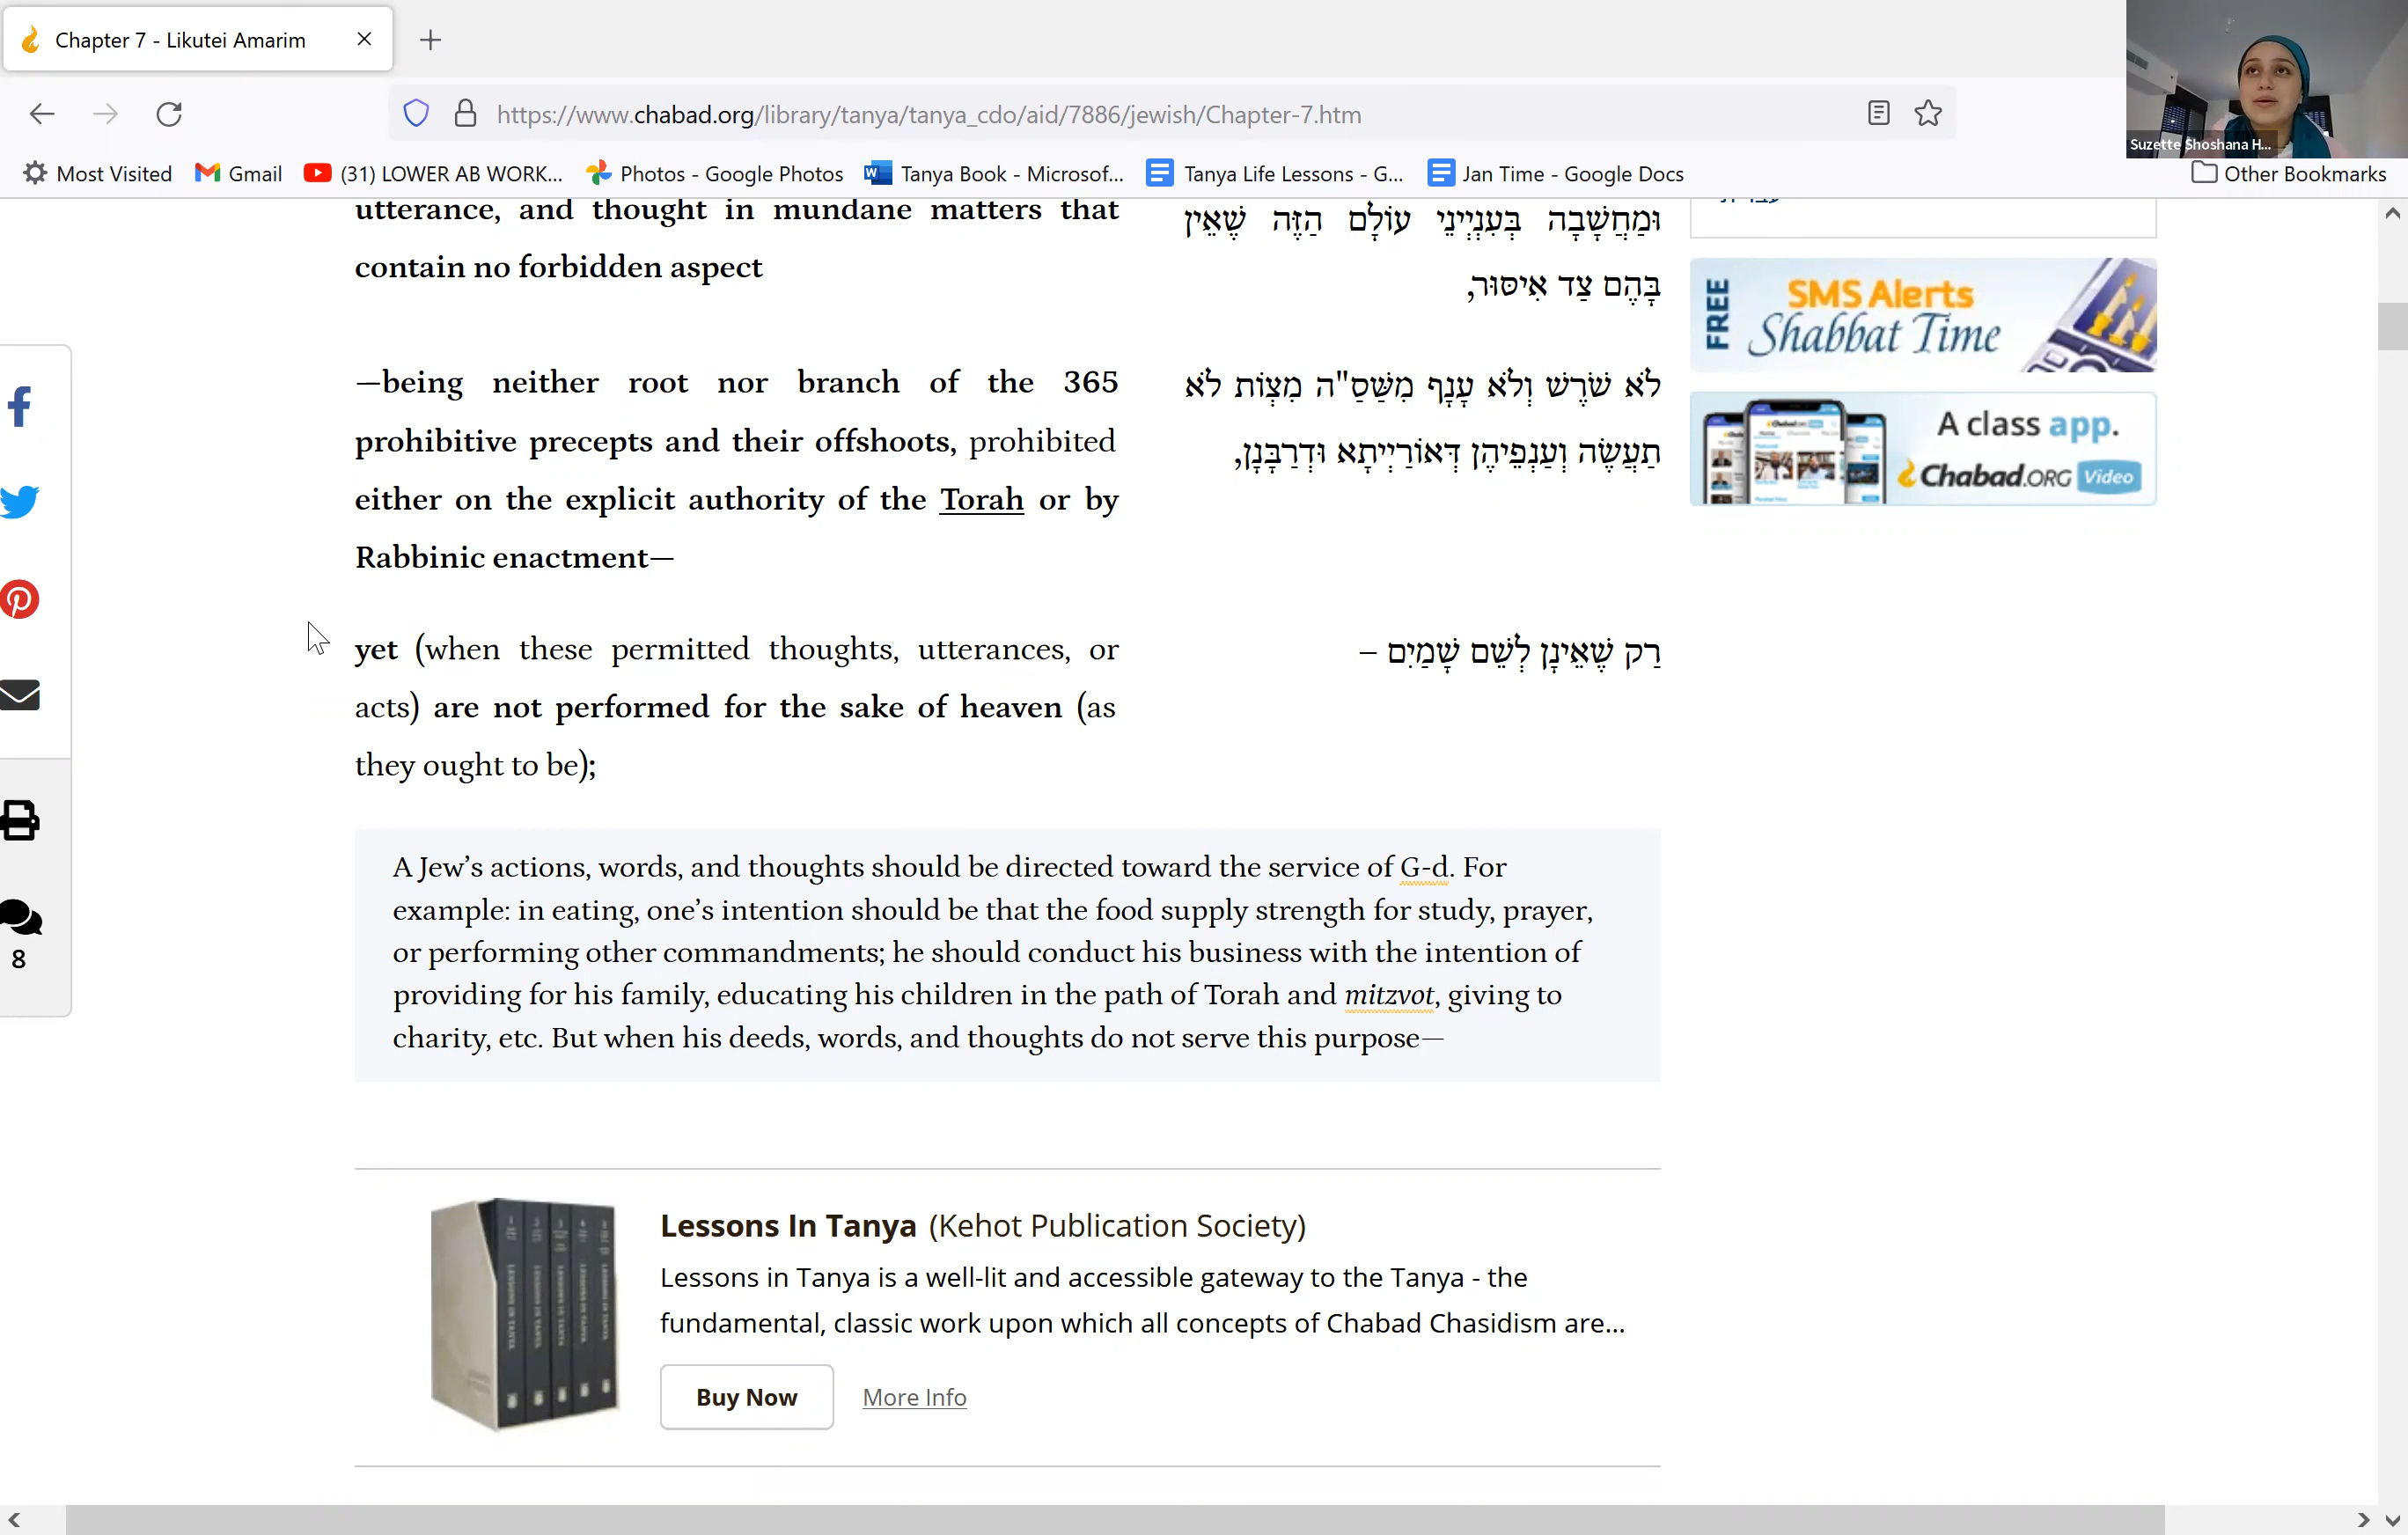 Chapter 7 - Likutei Amarim
https://www.chabad.org/library/tanya/tanya_cdo/aid/7886/jewish/Chapter-7.htm
Suzette Shoshana H...
Most Visited
Gmail
(31) LOWER AB WORK...
Photos - Google Photos
Tanya Book - Microsof...
Tanya Life Lessons - G...
Jan Time - Google Docs
Other Bookmarks
utterance, and thought in mundane matters that
contain no forbidden aspect
וּמַחֲשָׁבָה בְּעִנְיְינֵי עוֹלָם הַזֶּה שֶׁאֵין
בָּהֶם צַד אִיסּוּר,
—being neither root nor branch of the 365
prohibitive precepts and their offshoots, prohibited
either on the explicit authority of the Torah or by
Rabbinic enactment—
לֹא שֹׁרֶשׁ וְלֹא עָנָף מִשַּׁסַ"ה מִצְוֹת לֹא
תַעֲשֶׂה וְעַנְפֵיהֶן דְּאוֹרַיְיתָא וּדְרַבָּנָן,
yet (when these permitted thoughts, utterances, or
acts) are not performed for the sake of heaven (as
they ought to be);
רַק שֶׁאֵינָן לְשֵׁם שָׁמַיִם –
A Jew’s actions, words, and thoughts should be directed toward the service of G-d. For
example: in eating, one’s intention should be that the food supply strength for study, prayer,
or performing other commandments; he should conduct his business with the intention of
providing for his family, educating his children in the path of Torah and mitzvot, giving to
charity, etc. But when his deeds, words, and thoughts do not serve this purpose—
Lessons In Tanya (Kehot Publication Society)
Lessons in Tanya is a well-lit and accessible gateway to the Tanya - the
fundamental, classic work upon which all concepts of Chabad Chasidism are...
Buy Now
More Info
8
FREE
SMS Alerts
Shabbat Time
A class app.
Chabad.ORG Video